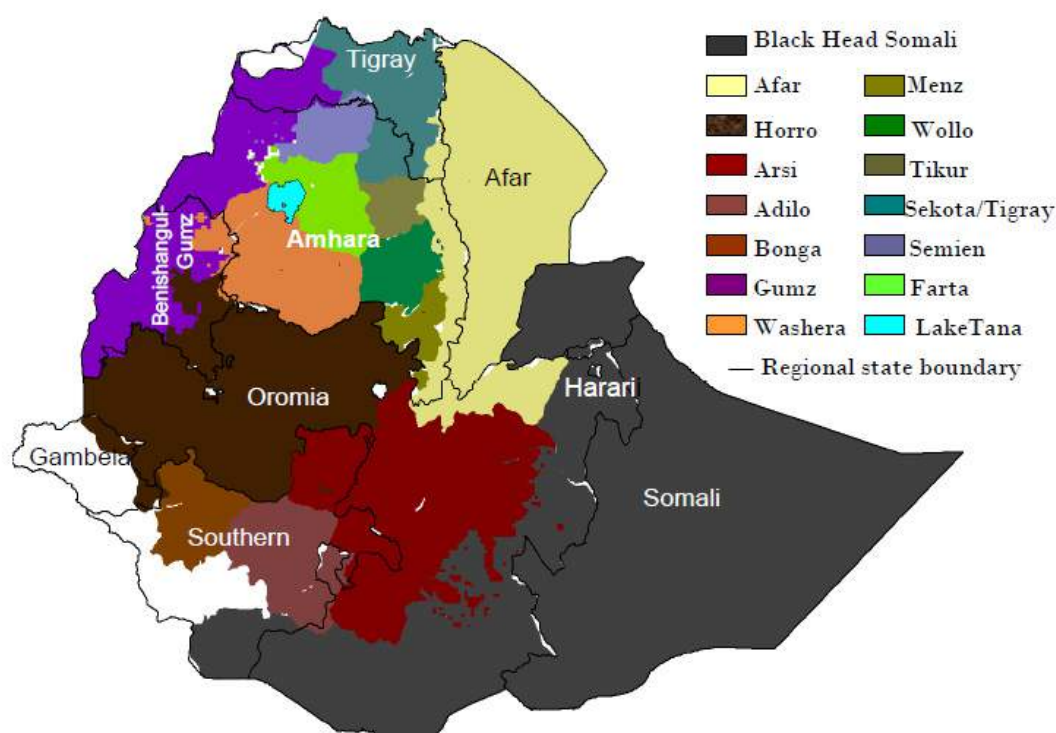 Tigray
Afar
Amhara
Benishangul-
Gumz
Oromia
Harari
Gambela
Somali
Southern
Black Head Somali
Afar
Menz
Horro
Wollo
Arsi
Tikur
Adilo
Sekota/Tigray
Bonga
Semien
Gumz
Farta
Washera
LakeTana
Regional state boundary